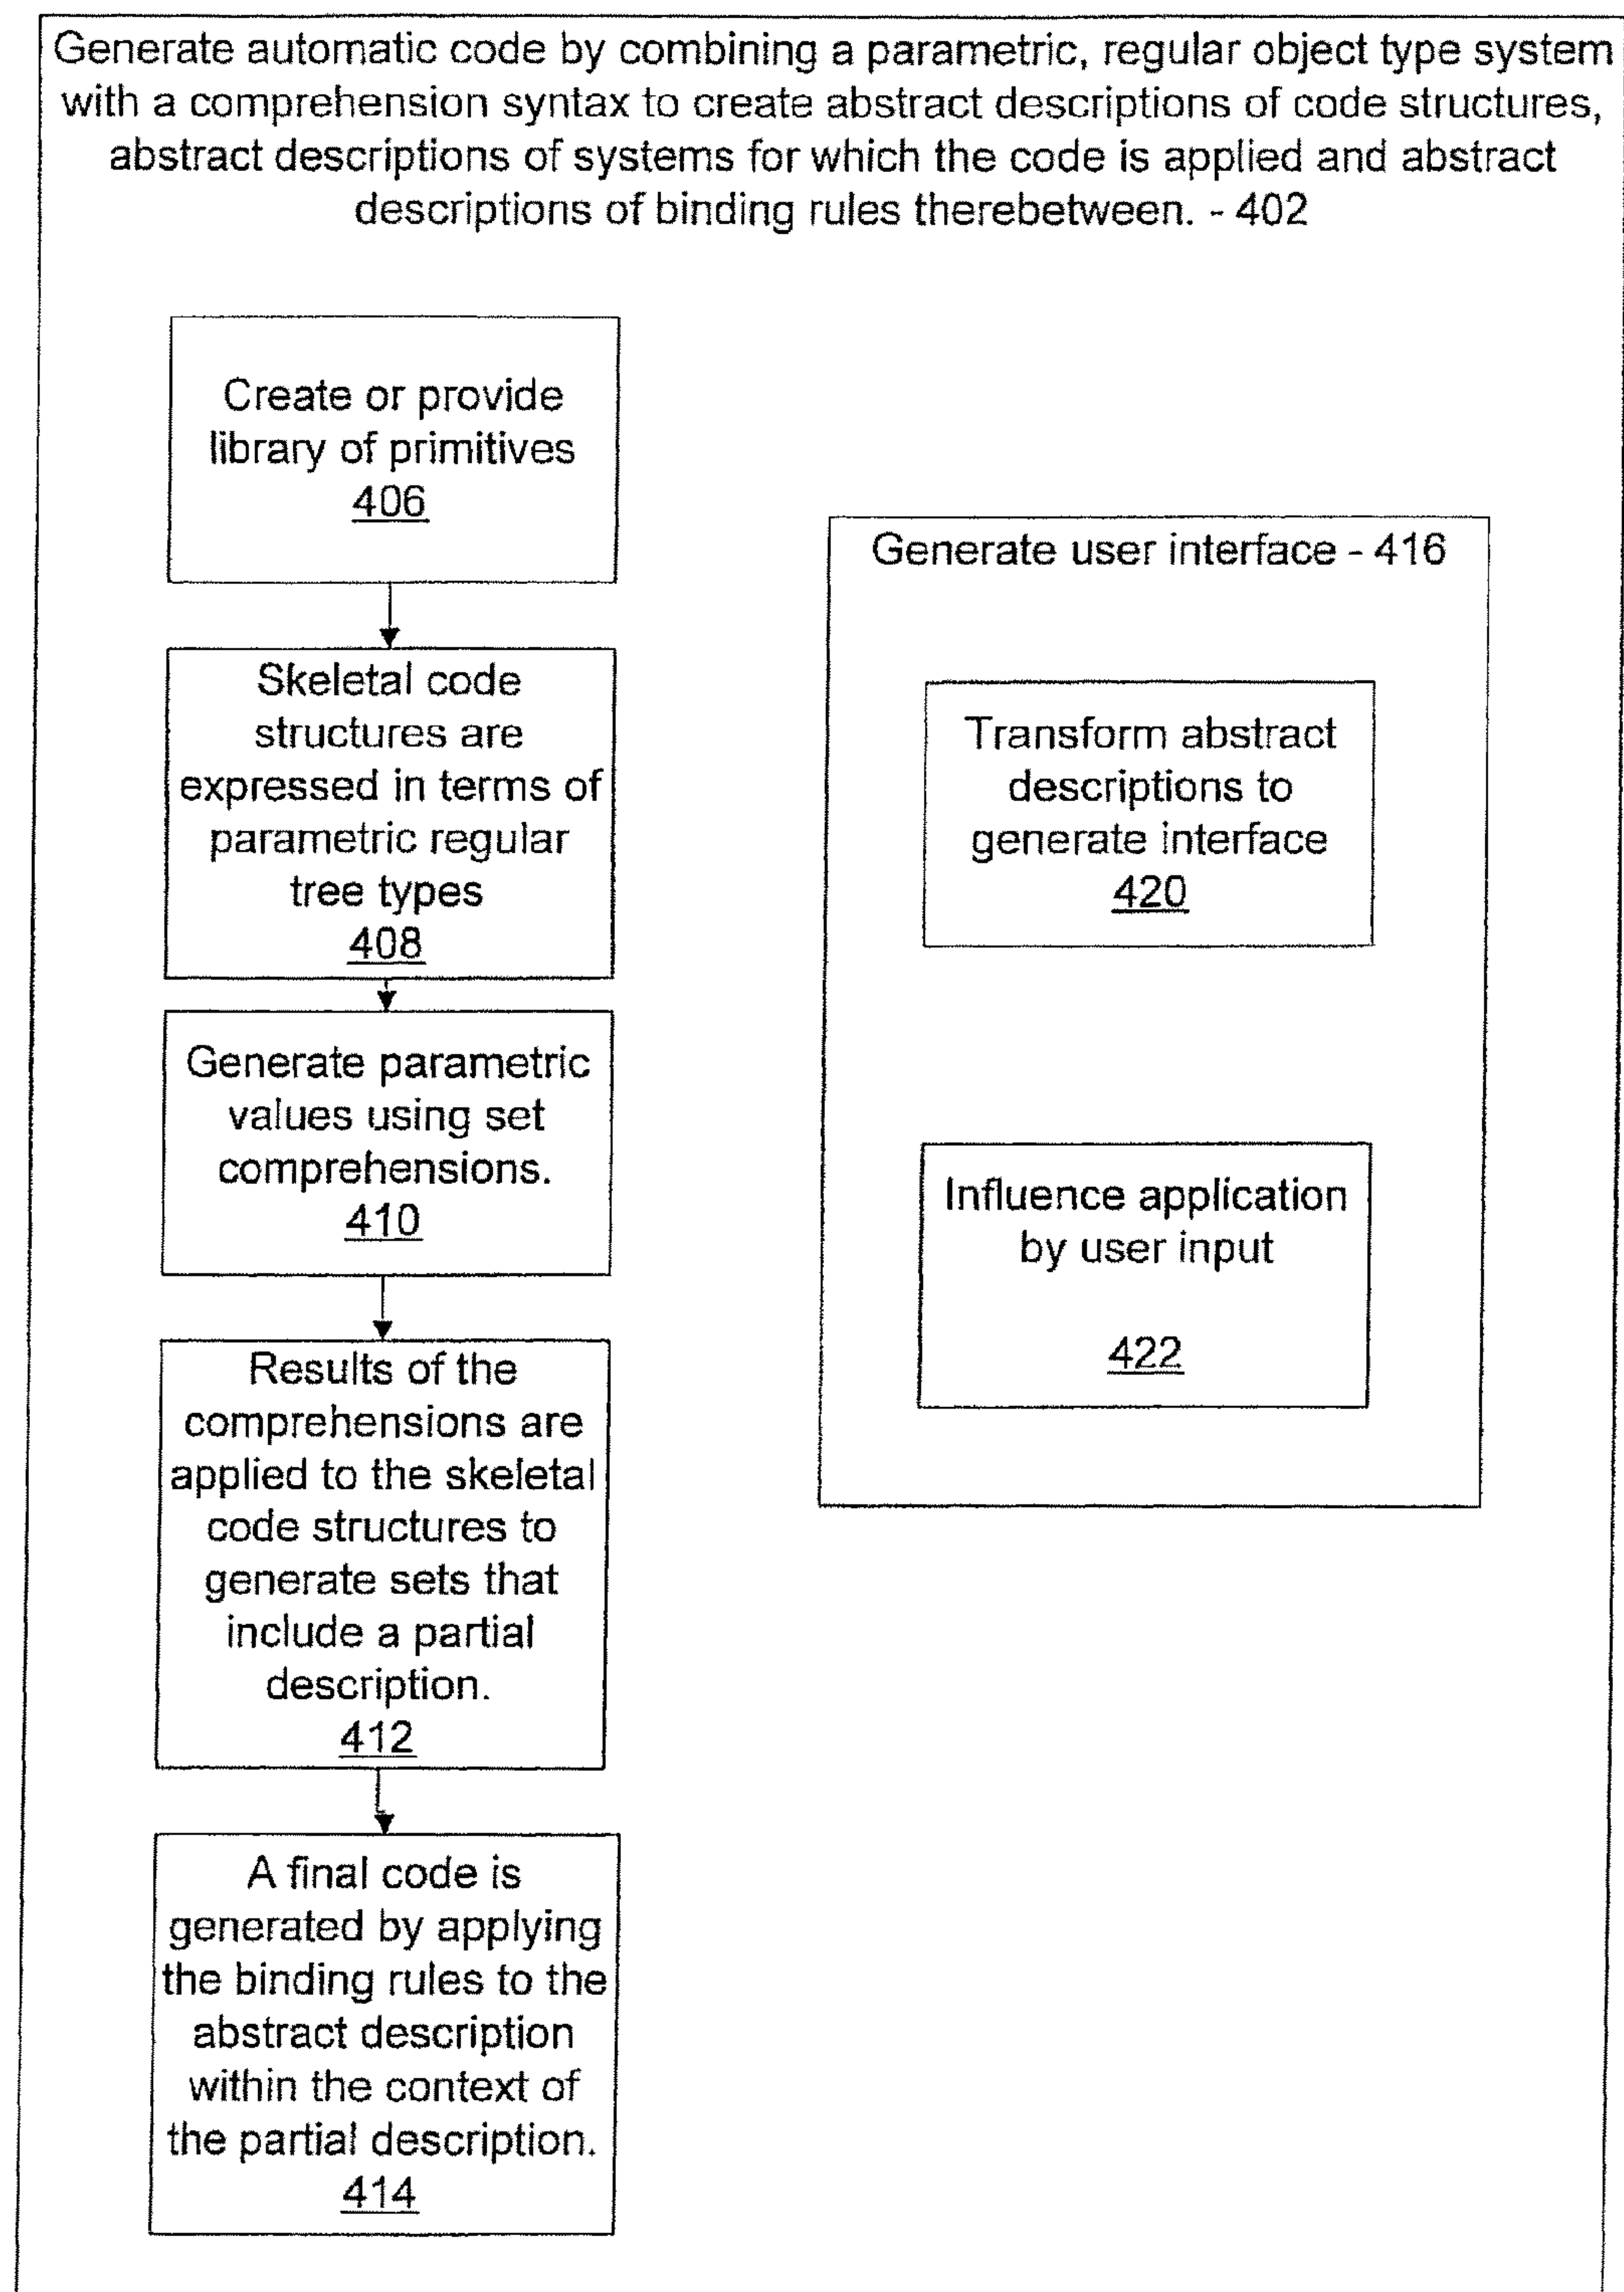 Generate automatic code by combining a parametric, regular object type system
with a comprehension syntax to create abstract descriptions of code structures,
abstract descriptions of systems for which the code is applied and abstract
descriptions of binding rules therebetween. - 402
Create or provide
library of primitives
406
Skeletal code
structures are
expressed in terms of
parametric regular
tree types
408
Generate parametric
values using set
comprehensions.
410
Results of the
comprehensions are
applied to the skeletal
code structures to
generate sets that
include a partial
description.
412
A final code is
generated by applying
the binding rules to the
abstract description
within the context of
the partial description.
414
Generate user interface - 416
Transform abstract
descriptions to
generate interface
420
Influence application
by user input
422